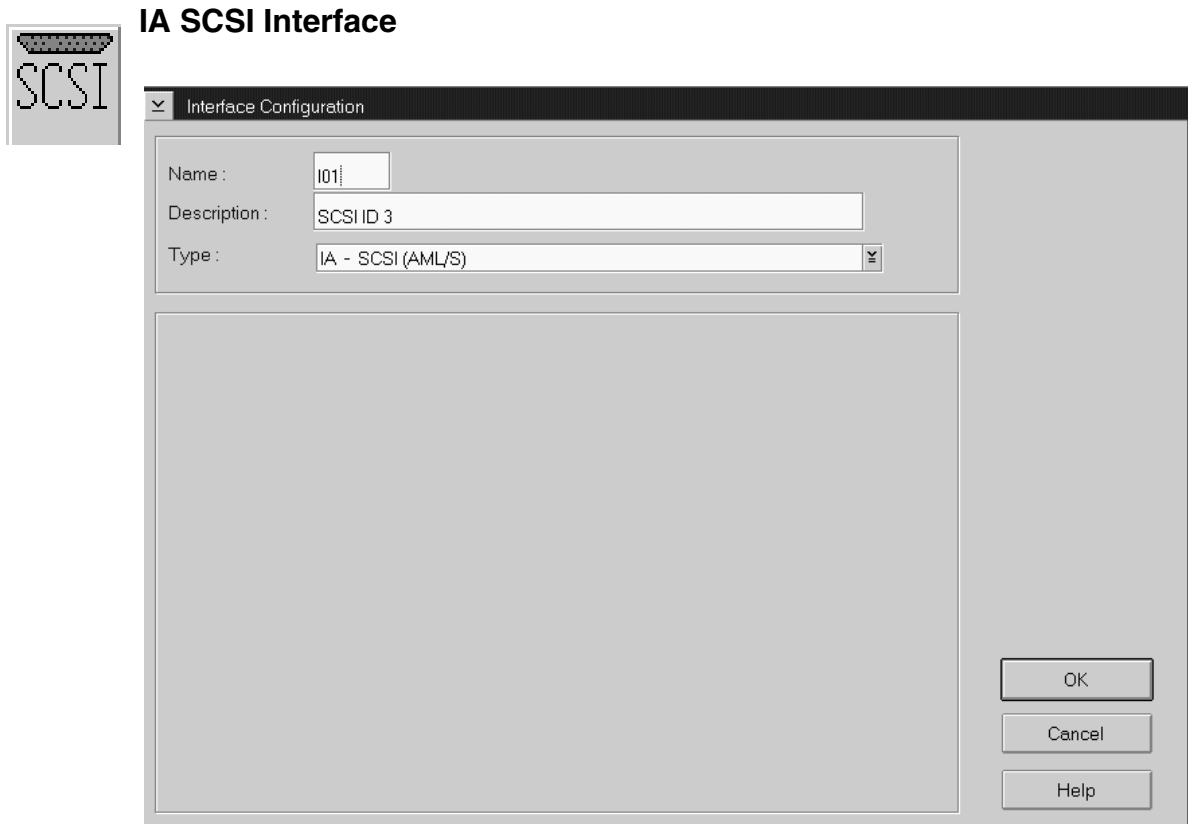 IA SCSI Interface
SCSI
Interface Configuration
Name :
I01
Description :
SCSI ID 3
Type :
IA - SCSI (AML/S)
OK
Cancel
Help